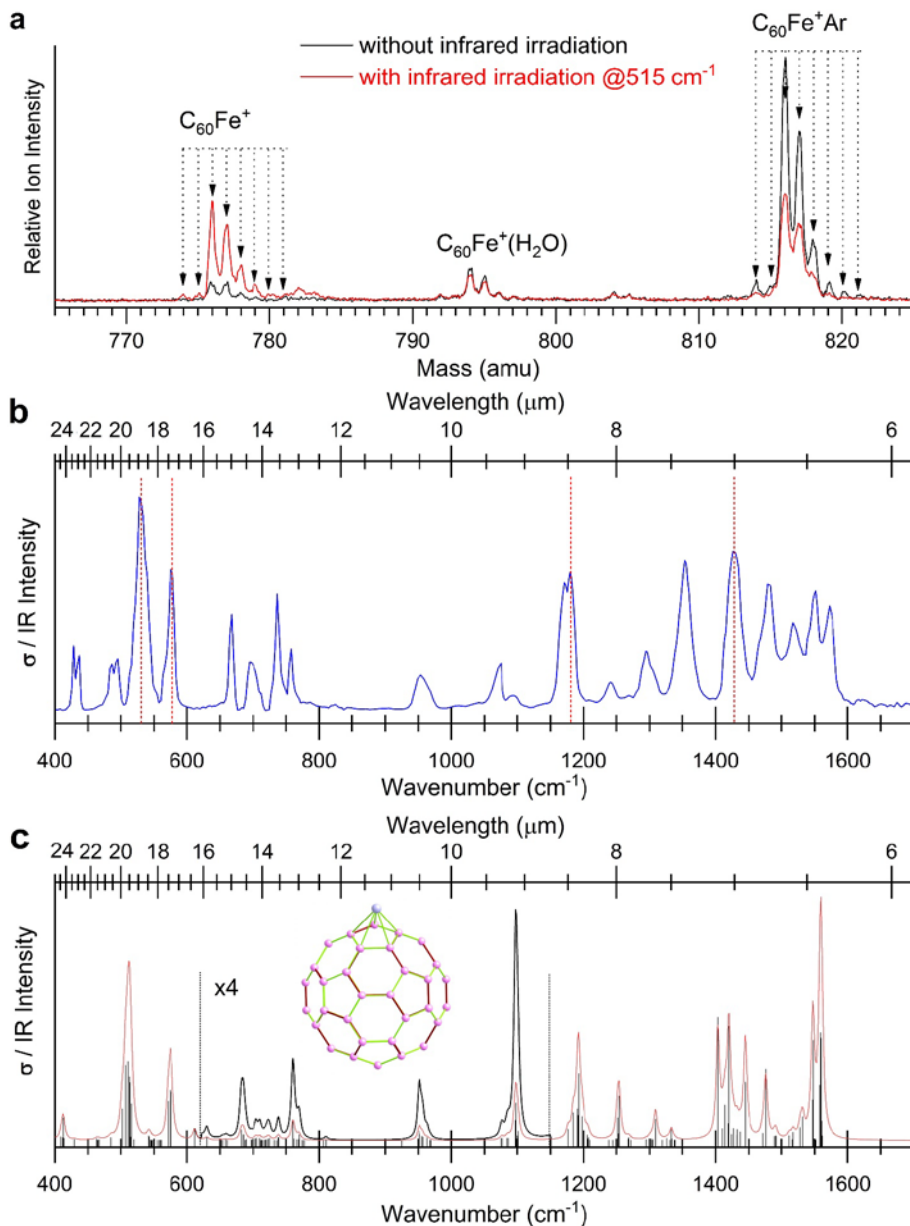 a
without infrared irradiation
with infrared irradiation @515 cm⁻¹
C₆₀Fe⁺
C₆₀Fe⁺(H₂O)
C₆₀Fe⁺Ar
Relative Ion Intensity
770 780 790 800 810 820
Mass (amu)
b
Wavelength (μm)
24 22 20 18 16 14 12 10 8 6
σ / IR Intensity
400 600 800 1000 1200 1400 1600
Wavenumber (cm⁻¹)
c
Wavelength (μm)
24 22 20 18 16 14 12 10 8 6
x4
σ / IR Intensity
400 600 800 1000 1200 1400 1600
Wavenumber (cm⁻¹)